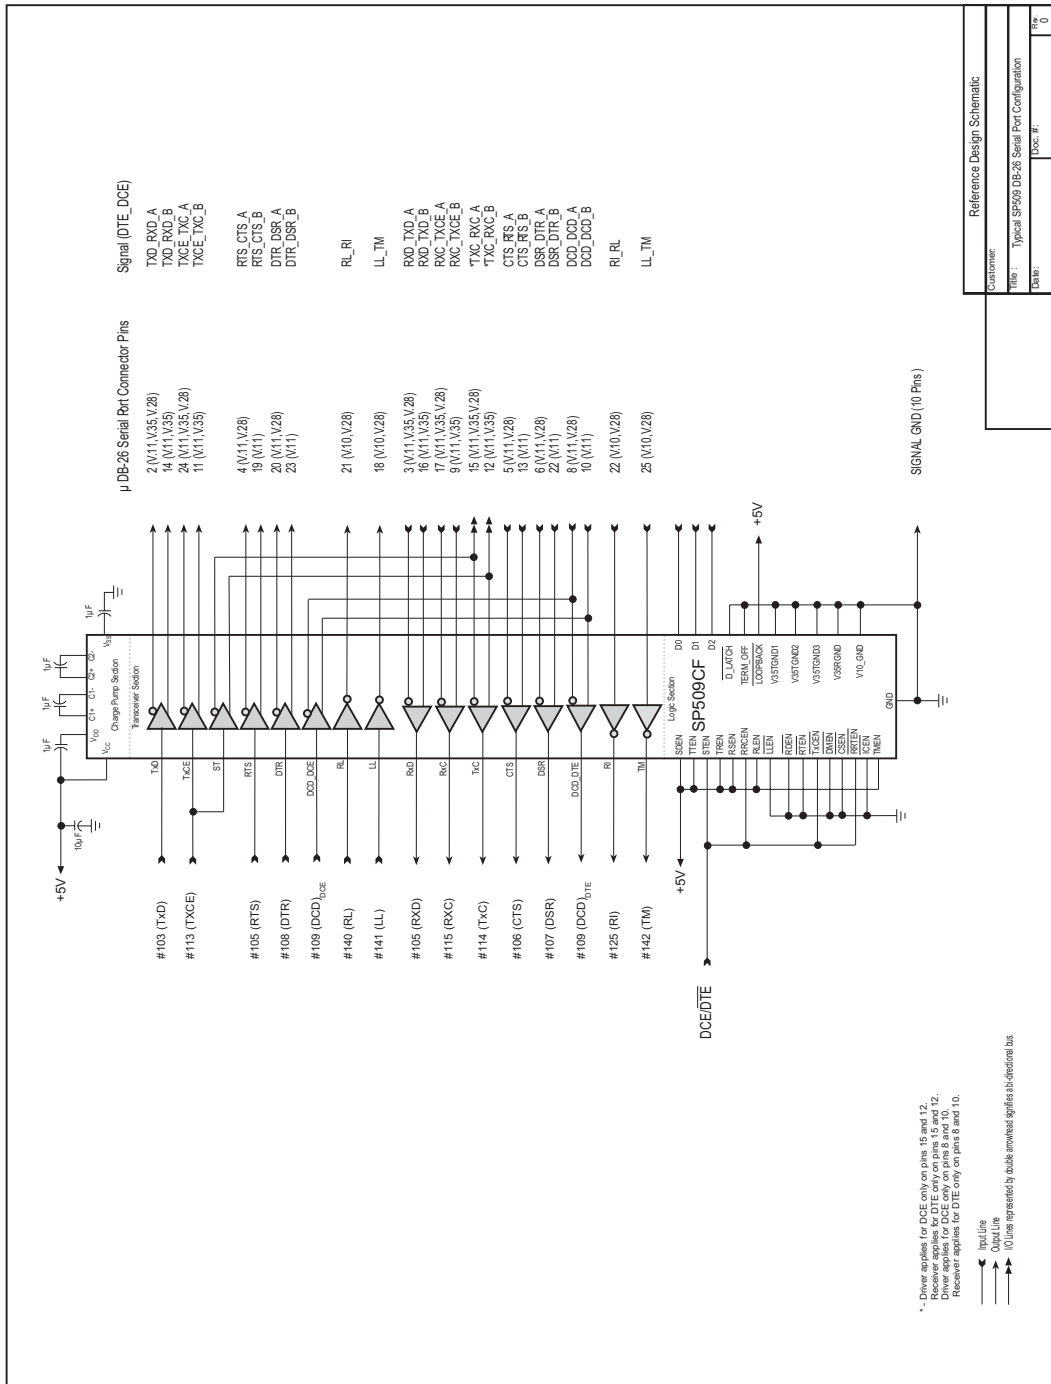 μ DB-26 Serial Port Connector Pins
Signal (DTE_DCE)
+5V
10μF
1μF
1μF
1μF
1μF
VCC
VDD
C1+
C1-
C2+
C2-
VSS
Charge Pump Section
Transceiver Section
#103 (TxD)
TxD
2 (V.11, V.35, V.28)
TXD_RXD_A
14 (V.11, V.35)
TXD_RXD_B
#113 (TXCE)
TxCE
24 (V.11, V.35, V.28)
TXCE_TXC_A
11 (V.11, V.35)
TXCE_TXC_B
ST
#105 (RTS)
RTS
4 (V.11, V.28)
RTS_CTS_A
19 (V.11)
RTS_CTS_B
#108 (DTR)
DTR
20 (V.11, V.28)
DTR_DSR_A
23 (V.11)
DTR_DSR_B
#109 (DCD)DCE
DCD_DCE
#140 (RL)
RL
21 (V.10, V.28)
RL_RI
#141 (LL)
LL
18 (V.10, V.28)
LL_TM
#105 (RXD)
RxD
3 (V.11, V.35, V.28)
RXD_TXD_A
16 (V.11, V.35)
RXD_TXD_B
#115 (RXC)
RxC
17 (V.11, V.35, V.28)
RXC_TXCE_A
9 (V.11, V.35)
RXC_TXCE_B
#114 (TxC)
TxC
15 (V.11, V.35, V.28)
*TXC_RXC_A
12 (V.11, V.35)
*TXC_RXC_B
#106 (CTS)
CTS
5 (V.11, V.28)
CTS_RTS_A
13 (V.11)
CTS_RTS_B
#107 (DSR)
DSR
6 (V.11, V.28)
DSR_DTR_A
22 (V.11)
DSR_DTR_B
#109 (DCD)DTE
DCD_DTE
8 (V.11, V.28)
DCD_DCD_A
10 (V.11)
DCD_DCD_B
#125 (RI)
RI
22 (V.10, V.28)
RI_RL
#142 (TM)
TM
25 (V.10, V.28)
LL_TM
Logic Section
SP509CF
+5V
DCE/DTE
SDEN
TTEN
STEN
TREN
RSEN
RRCEN
RLEN
LLEN
RDEN
RTEN
TxCEN
DMEN
CSEN
RRTEN
ICEN
TMEN
D0
D1
D2
D_LATCH
TERM_OFF
LOOPBACK
V35TGND1
V35TGND2
V35TGND3
V35RGND
V10_GND
GND
+5V
SIGNAL GND (10 Pins)
* - Driver applies for DCE only on pins 15 and 12.
Receiver applies for DTE only on pins 15 and 12.
Driver applies for DCE only on pins 8 and 10.
Receiver applies for DTE only on pins 8 and 10.
Input Line
Output Line
I/O Lines represented by double arrowhead signifies a bi-directional bus.
Reference Design Schematic
Customer:
Title : Typical SP509 DB-26 Serial Port Configuration
Date: Doc. #: Rev. 0